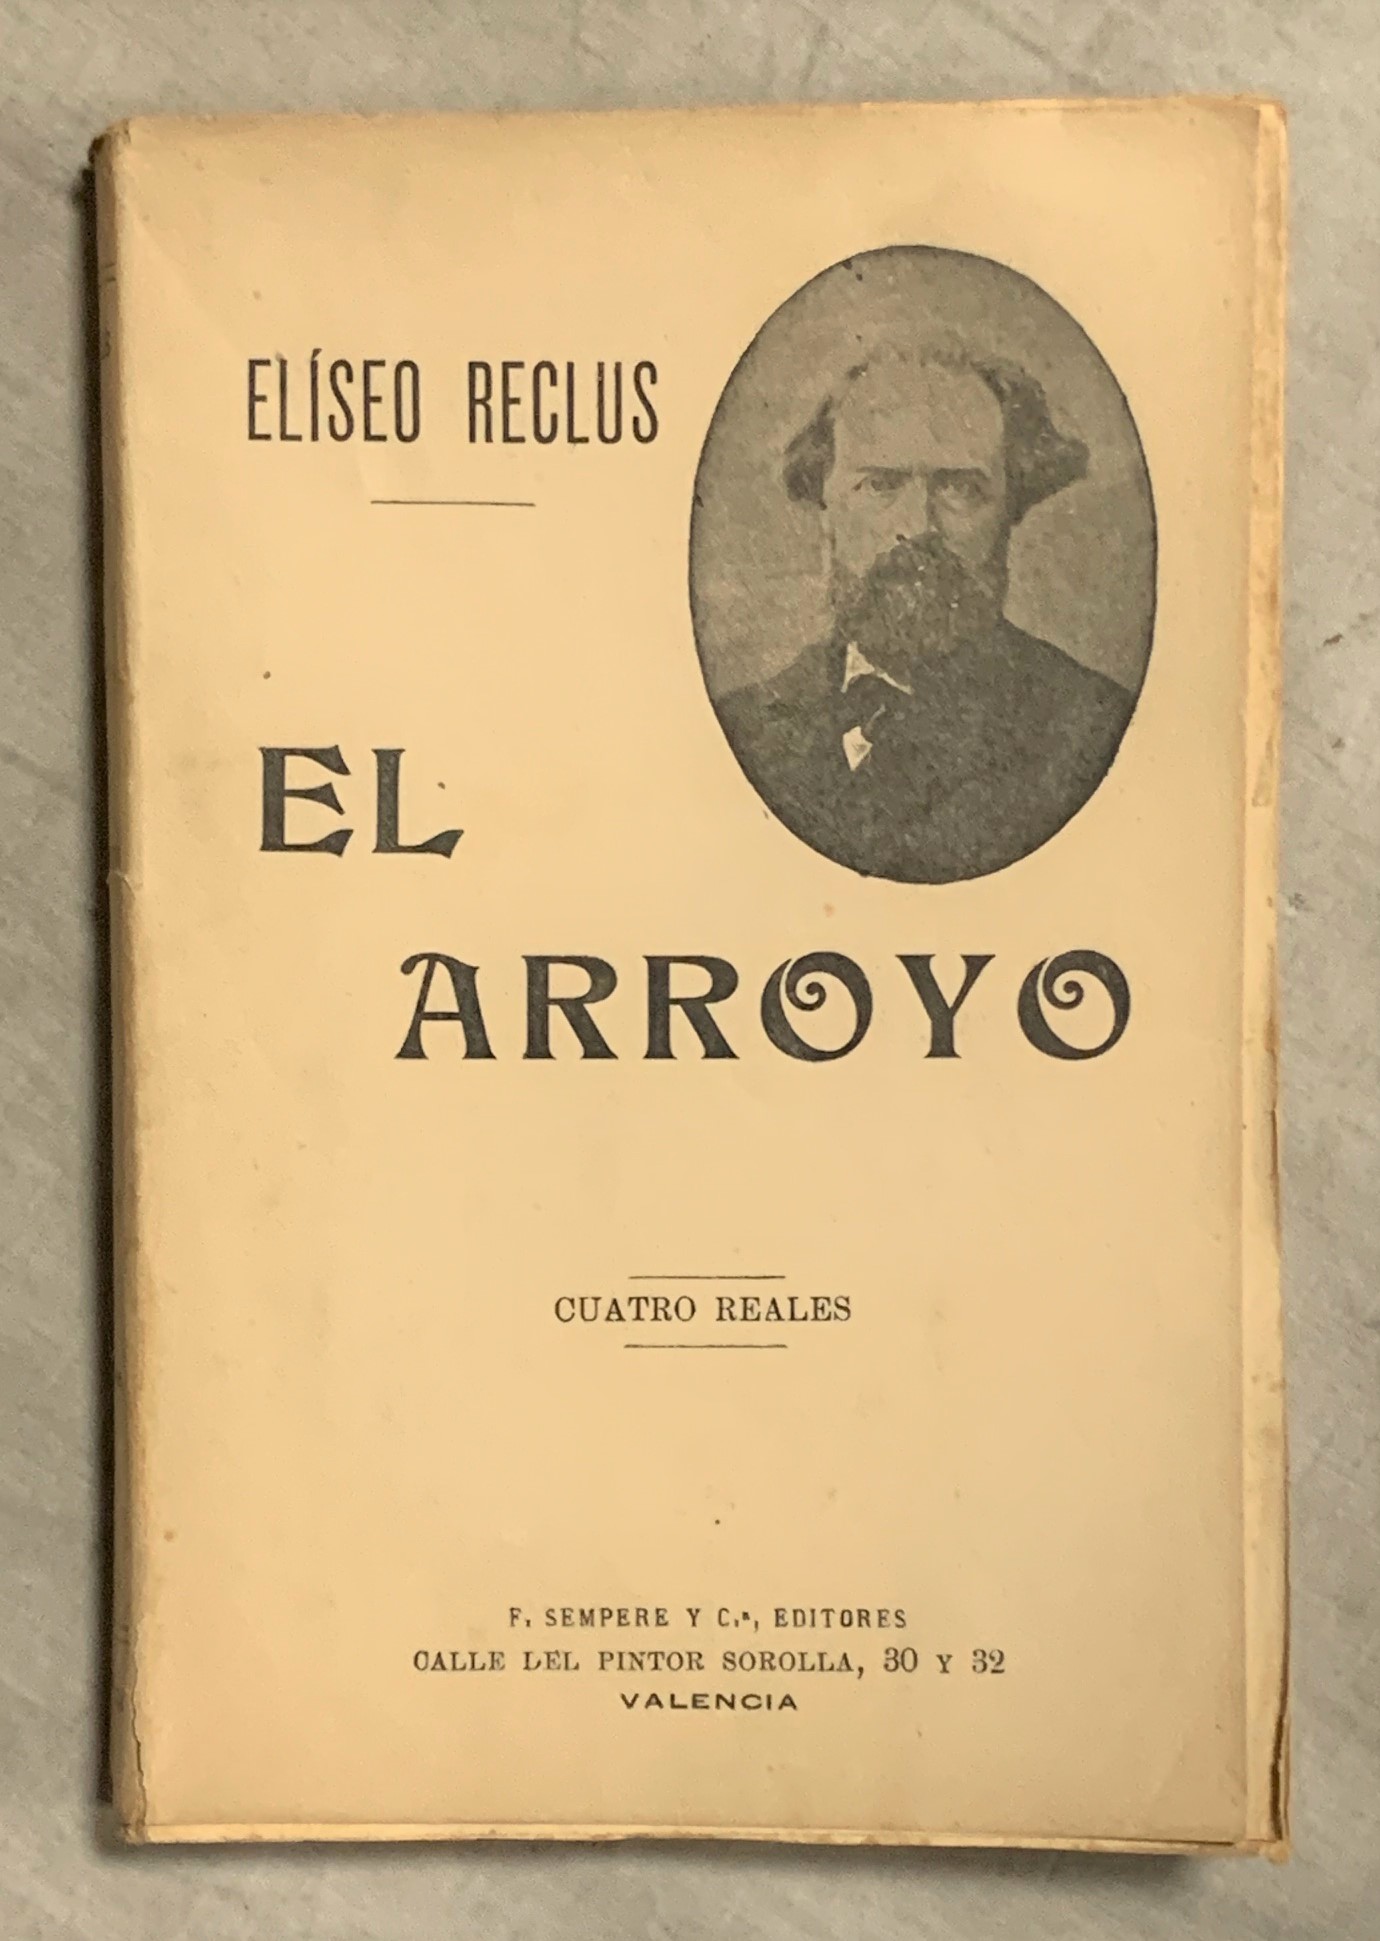 ELÍSEO RECLUS
EL
ARROYO
CUATRO REALES
F. SEMPERE Y C.ª, EDITORES
CALLE DEL PINTOR SOROLLA, 30 Y 32
VALENCIA